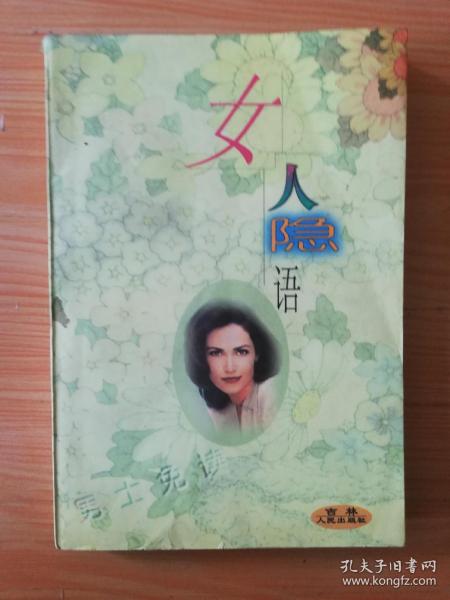 女
人
隐
语
男士免读
吉林
人民出版社
孔夫子旧书网
www.kongfz.com